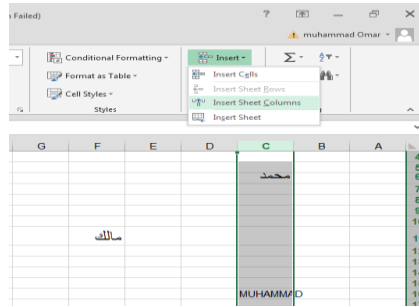 n Failed)
?
muhammad Omar
Conditional Formatting
Insert
Format as Table
Insert Cells
Insert Sheet Rows
Cell Styles
Insert Sheet Columns
Styles
Insert Sheet
G F E D C B A
محمد
مالك
MUHAMMAD